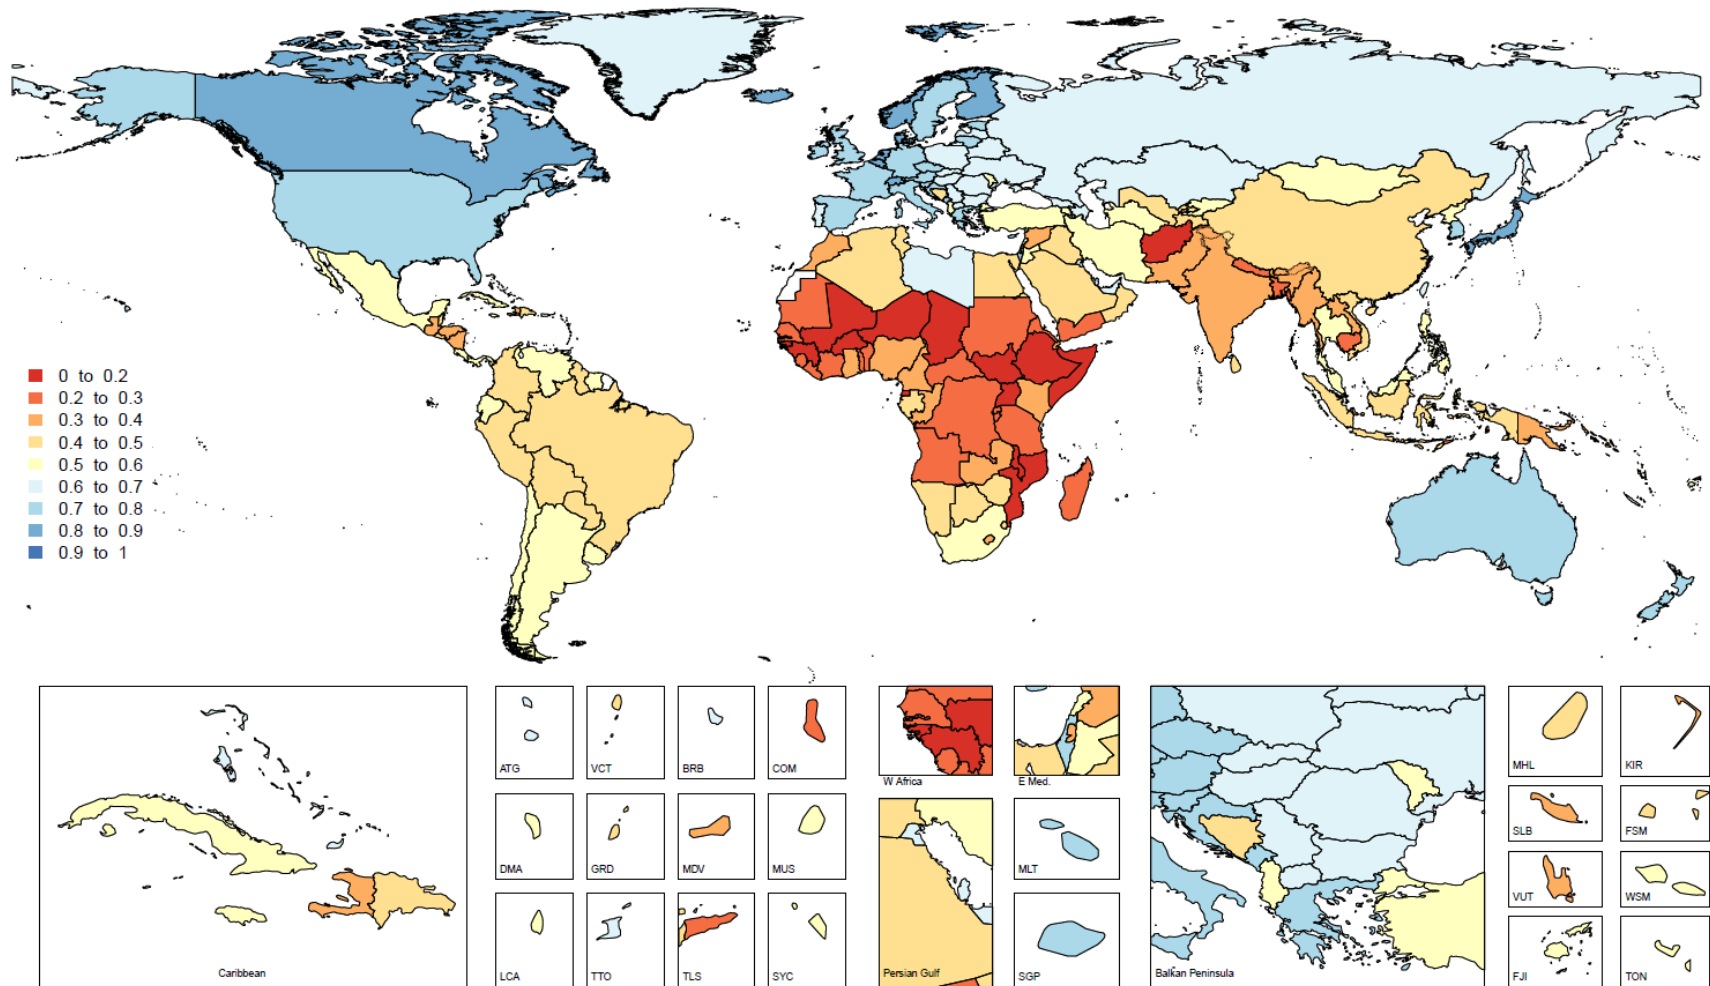 0 to 0.2
0.2 to 0.3
0.3 to 0.4
0.4 to 0.5
0.5 to 0.6
0.6 to 0.7
0.7 to 0.8
0.8 to 0.9
0.9 to 1
Caribbean
ATG
VCT
BRB
COM
DMA
GRD
MDV
MUS
LCA
TTO
TLS
SYC
W Africa
E Med.
Persian Gulf
MLT
SGP
Balkan Peninsula
MHL
KIR
SLB
FSM
VUT
WSM
FJI
TON